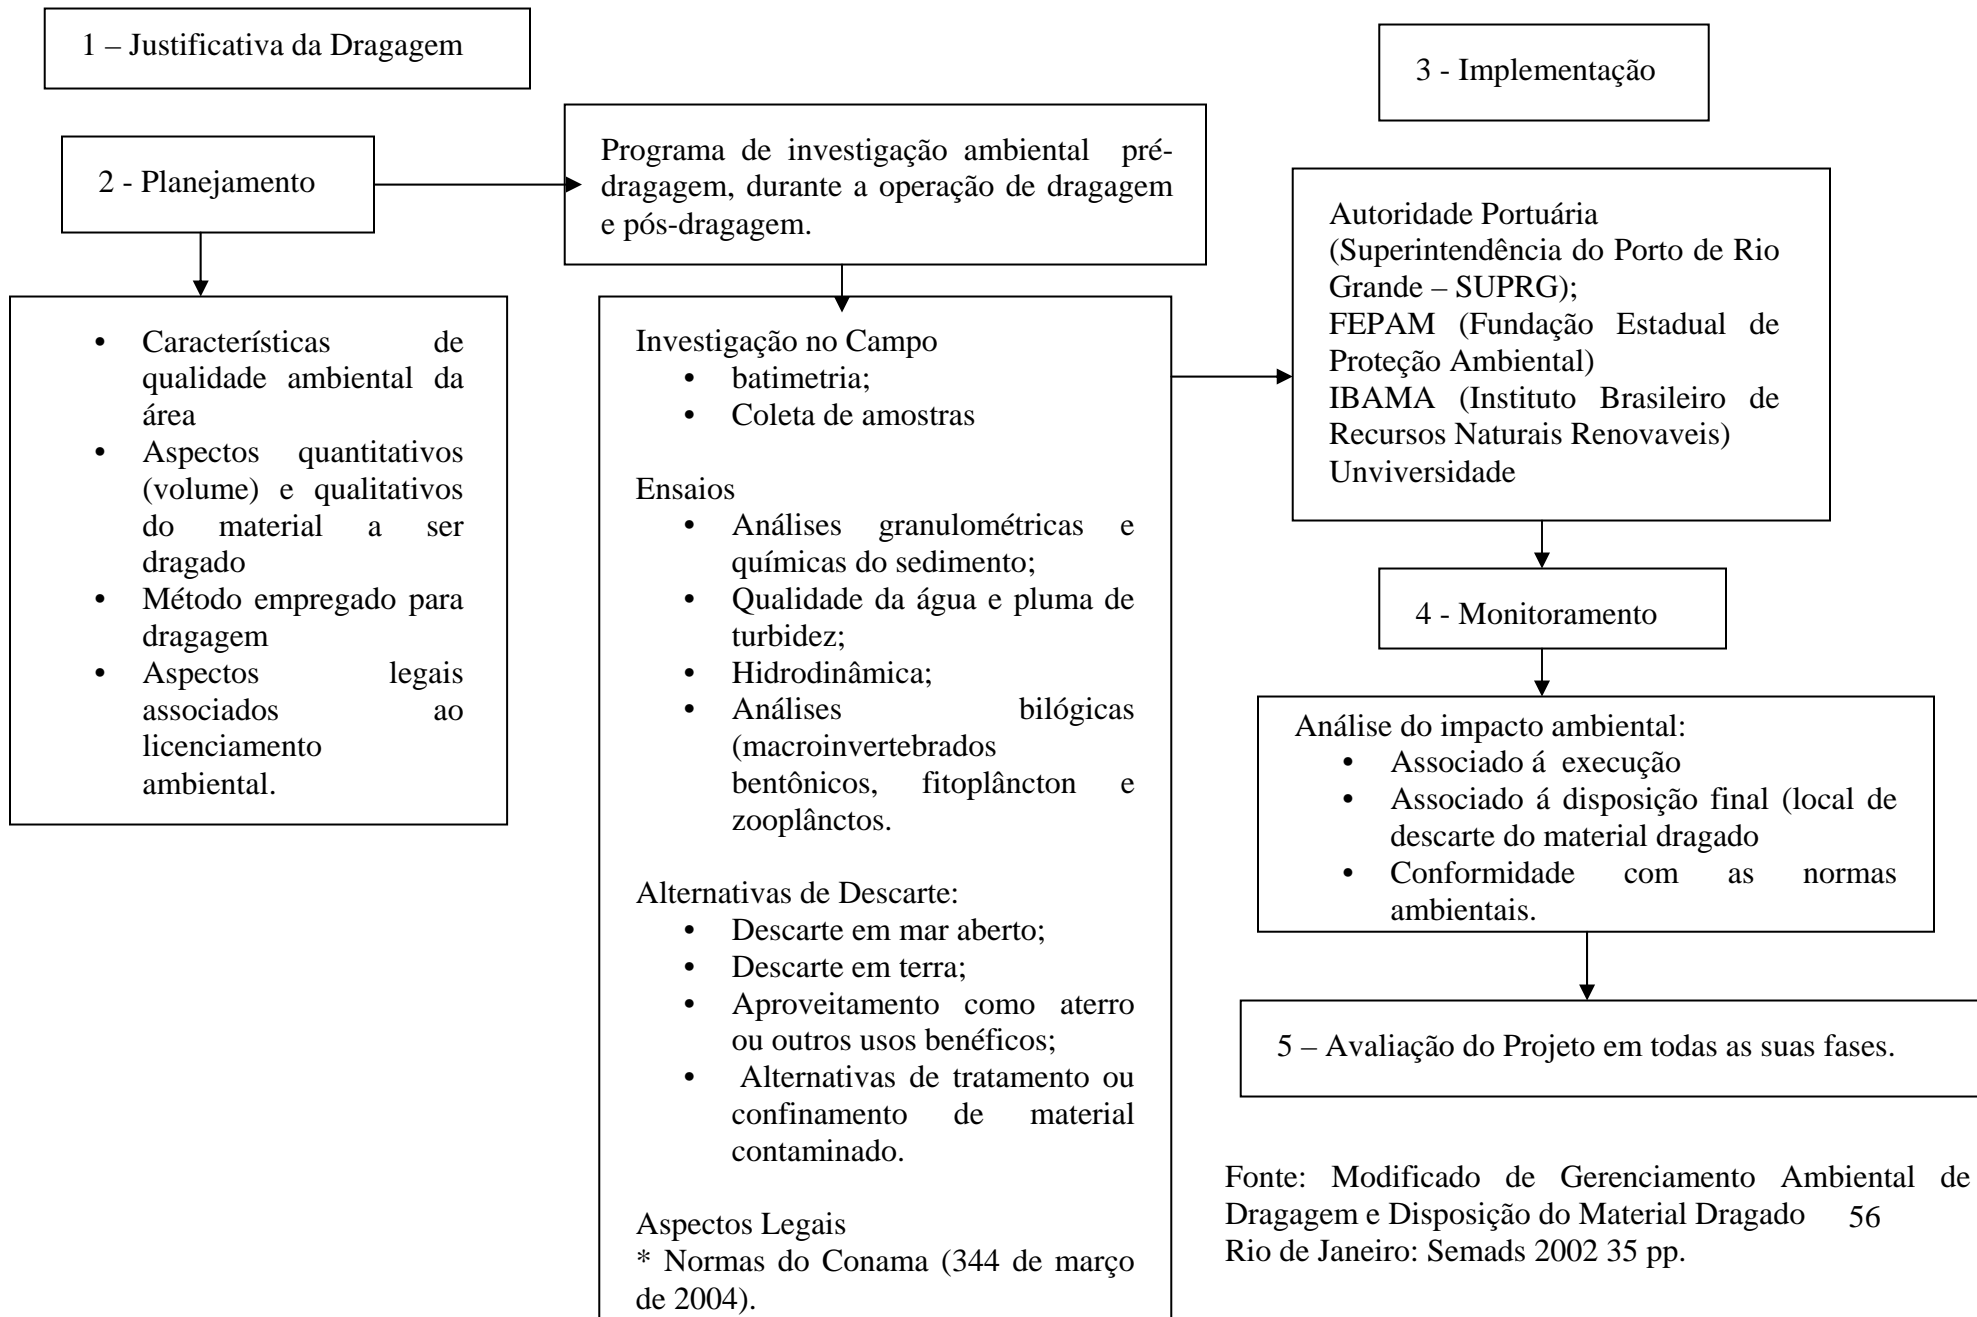 1 – Justificativa da Dragagem
2 - Planejamento
• Características de
qualidade ambiental da
área
• Aspectos quantitativos
(volume) e qualitativos
do material a ser
dragado
• Método empregado para
dragagem
• Aspectos legais
associados ao
licenciamento
ambiental.
Programa de investigação ambiental pré-
dragagem, durante a operação de dragagem
e pós-dragagem.
Investigação no Campo
• batimetria;
• Coleta de amostras
Ensaios
• Análises granulométricas e
químicas do sedimento;
• Qualidade da água e pluma de
turbidez;
• Hidrodinâmica;
• Análises bilógicas
(macroinvertebrados
bentônicos, fitoplâncton e
zooplânctos.
Alternativas de Descarte:
• Descarte em mar aberto;
• Descarte em terra;
• Aproveitamento como aterro
ou outros usos benéficos;
• Alternativas de tratamento ou
confinamento de material
contaminado.
Aspectos Legais
* Normas do Conama (344 de março
de 2004).
3 - Implementação
Autoridade Portuária
(Superintendência do Porto de Rio
Grande – SUPRG);
FEPAM (Fundação Estadual de
Proteção Ambiental)
IBAMA (Instituto Brasileiro de
Recursos Naturais Renovaveis)
Unviversidade
4 - Monitoramento
Análise do impacto ambiental:
• Associado á execução
• Associado á disposição final (local de
descarte do material dragado
• Conformidade com as normas
ambientais.
5 – Avaliação do Projeto em todas as suas fases.
Fonte: Modificado de Gerenciamento Ambiental de
Dragagem e Disposição do Material Dragado 56
Rio de Janeiro: Semads 2002 35 pp.